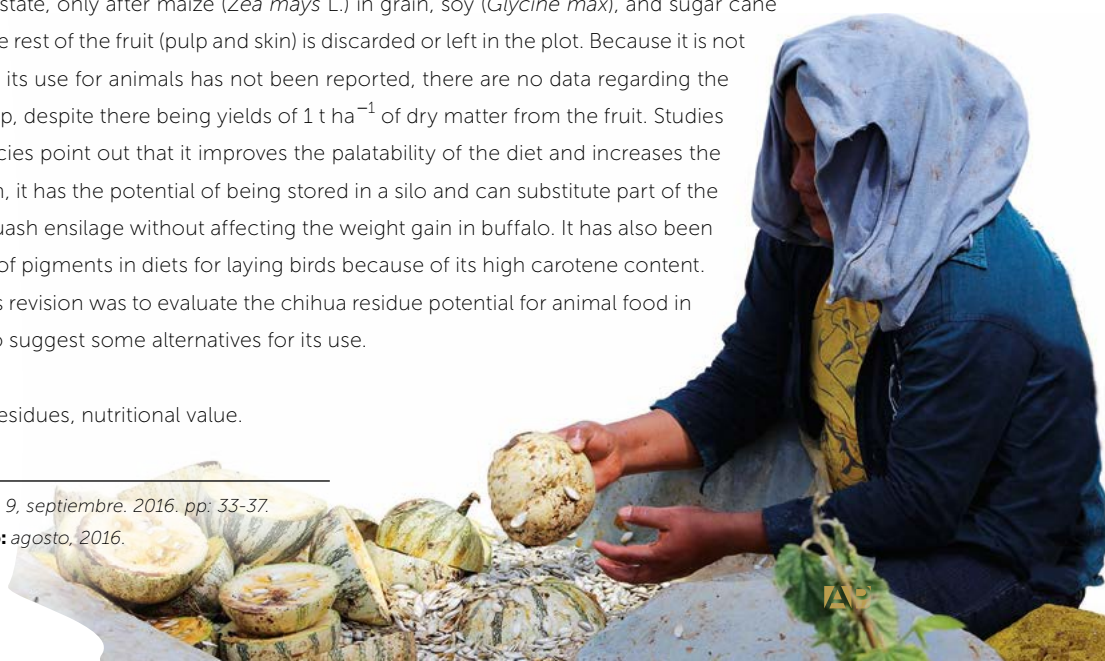 state, only after maize (Zea mays L.) in grain, soy (Glycine max), and sugar cane
rest of the fruit (pulp and skin) is discarded or left in the plot. Because it is not
its use for animals has not been reported, there are no data regarding the
despite there being yields of 1 t ha−1 of dry matter from the fruit. Studies
point out that it improves the palatability of the diet and increases the
it has the potential of being stored in a silo and can substitute part of the
ensilage without affecting the weight gain in buffalo. It has also been
of pigments in diets for laying birds because of its high carotene content.
revision was to evaluate the chihua residue potential for animal food in
suggest some alternatives for its use.
esidues, nutritional value.
9, septiembre. 2016. pp: 33-37.
agosto, 2016.
AP